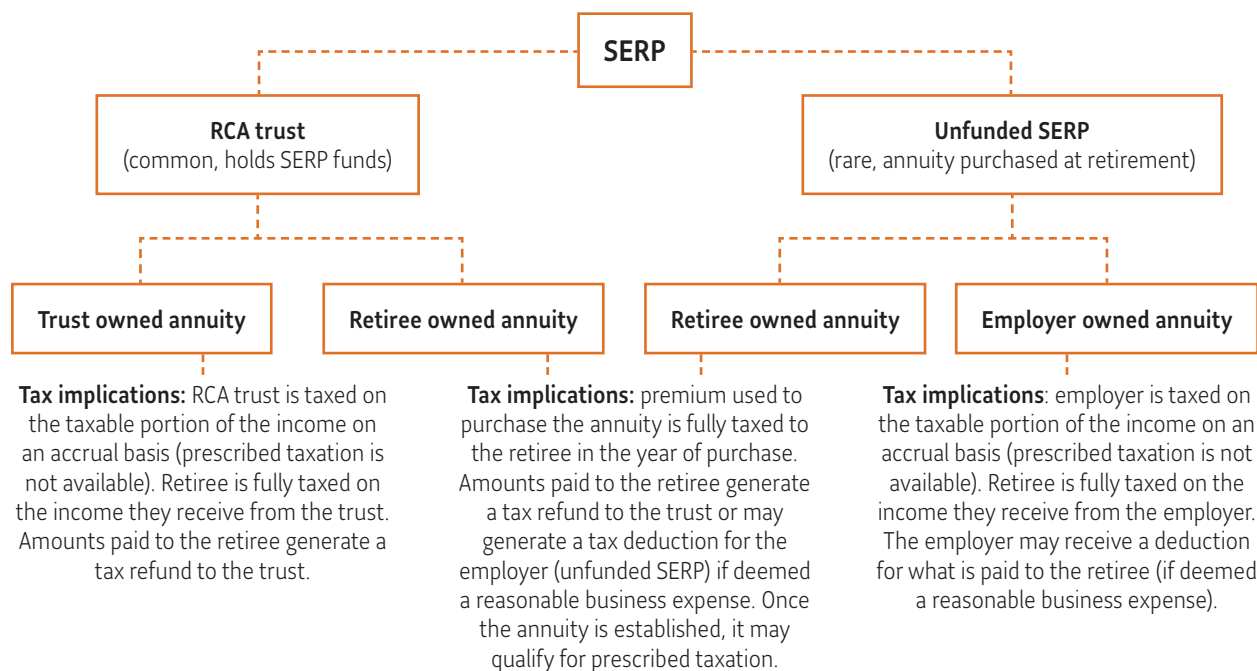 SERP
RCA trust
(common, holds SERP funds)
Unfunded SERP
(rare, annuity purchased at retirement)
Trust owned annuity
Retiree owned annuity
Retiree owned annuity
Employer owned annuity
Tax implications: RCA trust is taxed on
the taxable portion of the income on
an accrual basis (prescribed taxation is
not available). Retiree is fully taxed on
the income they receive from the trust.
Amounts paid to the retiree generate a
tax refund to the trust.
Tax implications: premium used to
purchase the annuity is fully taxed to
the retiree in the year of purchase.
Amounts paid to the retiree generate
a tax refund to the trust or may
generate a tax deduction for the
employer (unfunded SERP) if deemed
a reasonable business expense. Once
the annuity is established, it may
qualify for prescribed taxation.
Tax implications: employer is taxed on
the taxable portion of the income on an
accrual basis (prescribed taxation is not
available). Retiree is fully taxed on the
income they receive from the employer.
The employer may receive a deduction
for what is paid to the retiree (if deemed
a reasonable business expense).